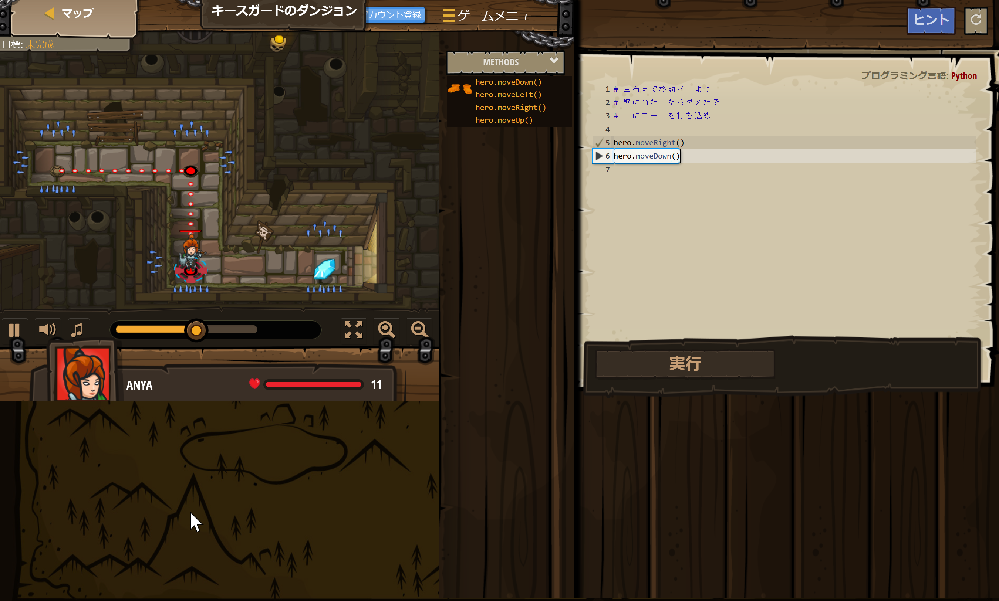 マップ
キースガードのダンジョン
カウント登録
ゲームメニュー
ヒント
目標: 未完成
METHODS
hero.moveDown()
hero.moveLeft()
hero.moveRight()
hero.moveUp()
プログラミング言語: Python
1 # 宝石まで移動させよう！
2 # 壁に当たったらダメだぞ！
3 # 下にコードを打ち込め！
4
5 hero.moveRight()
6 hero.moveDown()
7
実行
ANYA
11